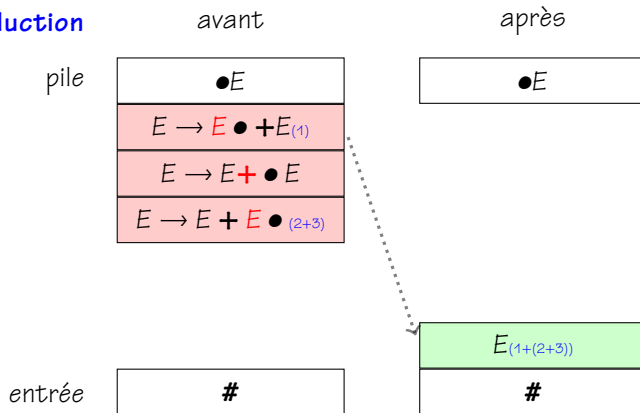 luction avant après
pile ●E ●E
E → E ● +E(1)
E → E+ ● E
E → E + E ● (2+3)
E(1+(2+3))
entrée # #